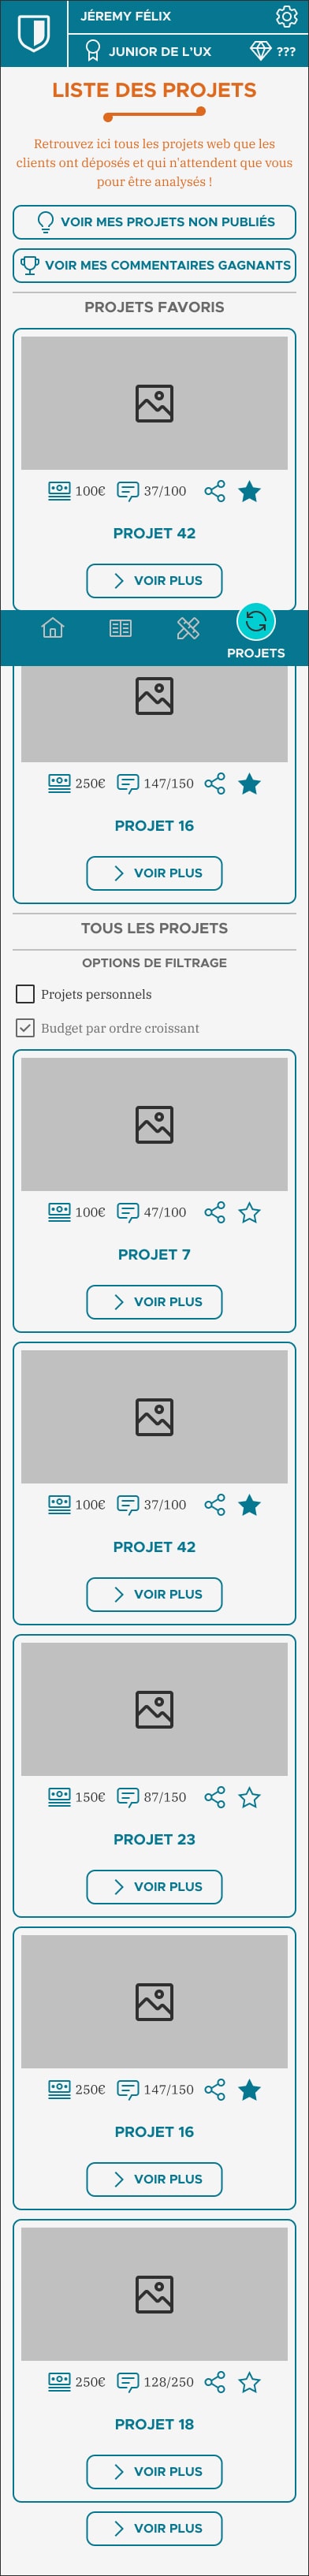 JÉREMY FÉLIX
JUNIOR DE L'UX
???
LISTE DES PROJETS
Retrouvez ici tous les projets web que les
clients ont déposés et qui n'attendent que vous
pour être analysés !
VOIR MES PROJETS NON PUBLIÉS
VOIR MES COMMENTAIRES GAGNANTS
PROJETS FAVORIS
100€ 37/100
PROJET 42
VOIR PLUS
PROJETS
250€ 147/150
PROJET 16
VOIR PLUS
TOUS LES PROJETS
OPTIONS DE FILTRAGE
Projets personnels
Budget par ordre croissant
100€ 47/100
PROJET 7
VOIR PLUS
100€ 37/100
PROJET 42
VOIR PLUS
150€ 87/150
PROJET 23
VOIR PLUS
250€ 147/150
PROJET 16
VOIR PLUS
250€ 128/250
PROJET 18
VOIR PLUS
VOIR PLUS